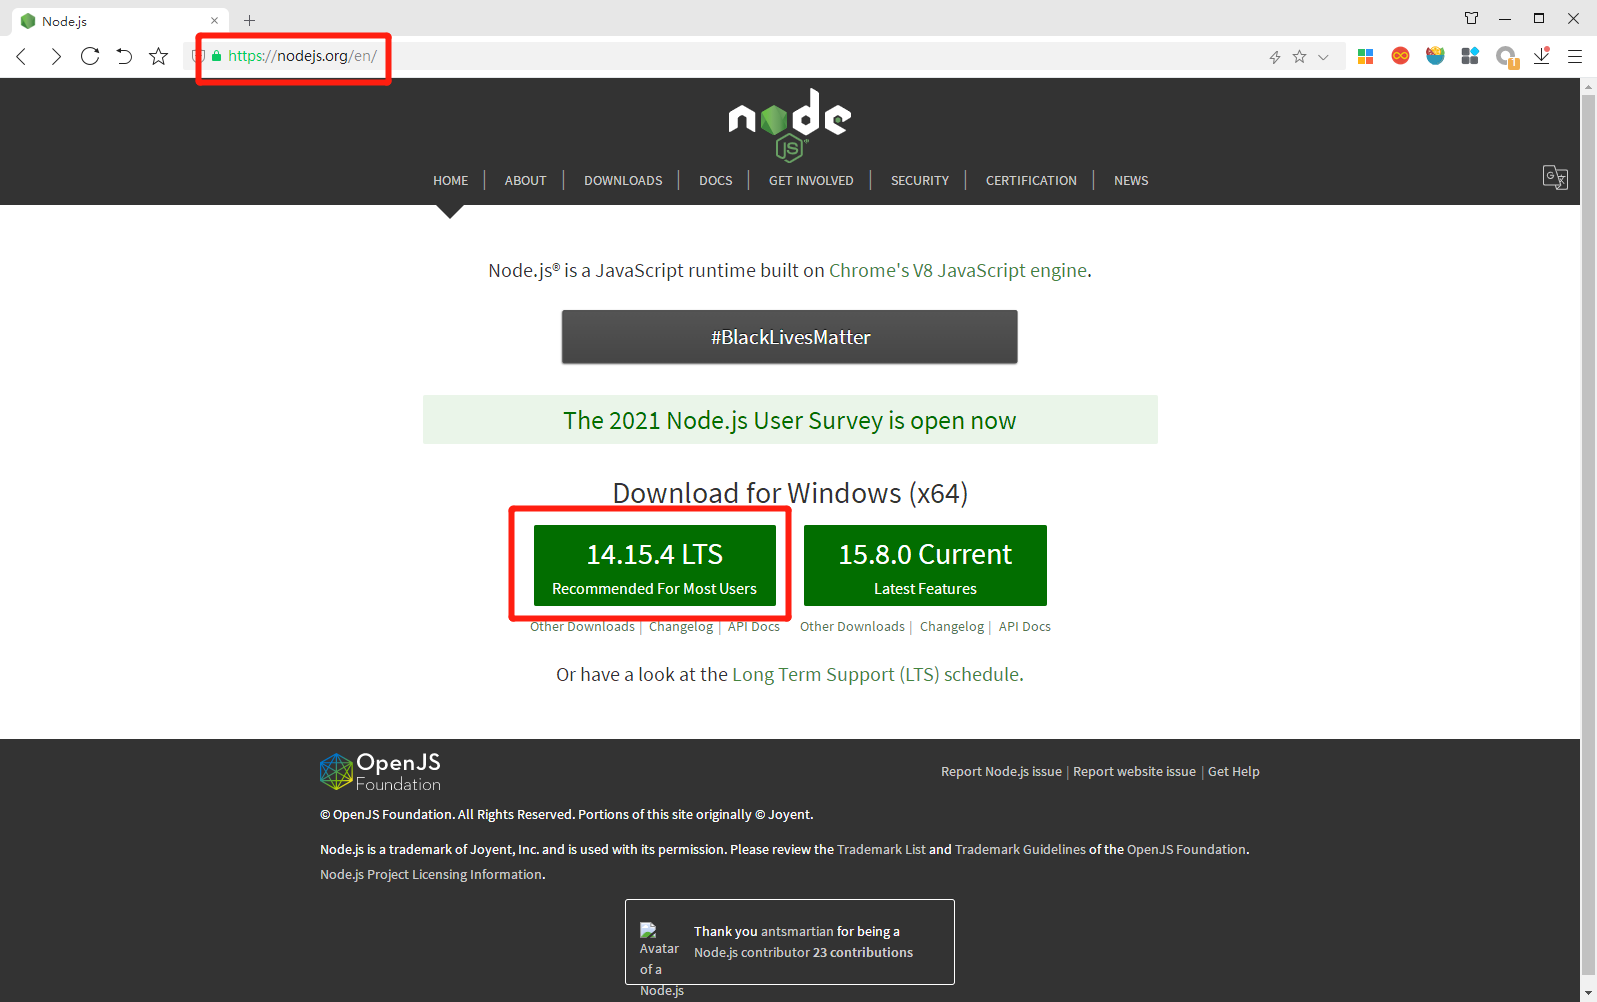 Node.js
https://nodejs.org/en/
node
JS
HOME | ABOUT | DOWNLOADS | DOCS | GET INVOLVED | SECURITY | CERTIFICATION | NEWS
Node.js® is a JavaScript runtime built on Chrome's V8 JavaScript engine.
#BlackLivesMatter
The 2021 Node.js User Survey is open now
Download for Windows (x64)
14.15.4 LTS
Recommended For Most Users
15.8.0 Current
Latest Features
Other Downloads | Changelog | API Docs
Other Downloads | Changelog | API Docs
Or have a look at the Long Term Support (LTS) schedule.
OpenJS
Foundation
Report Node.js issue | Report website issue | Get Help
© OpenJS Foundation. All Rights Reserved. Portions of this site originally © Joyent.
Node.js is a trademark of Joyent, Inc. and is used with its permission. Please review the Trademark List and Trademark Guidelines of the OpenJS Foundation.
Node.js Project Licensing Information.
Avatar
of a
Node.js
Thank you antsmartian for being a
Node.js contributor 23 contributions